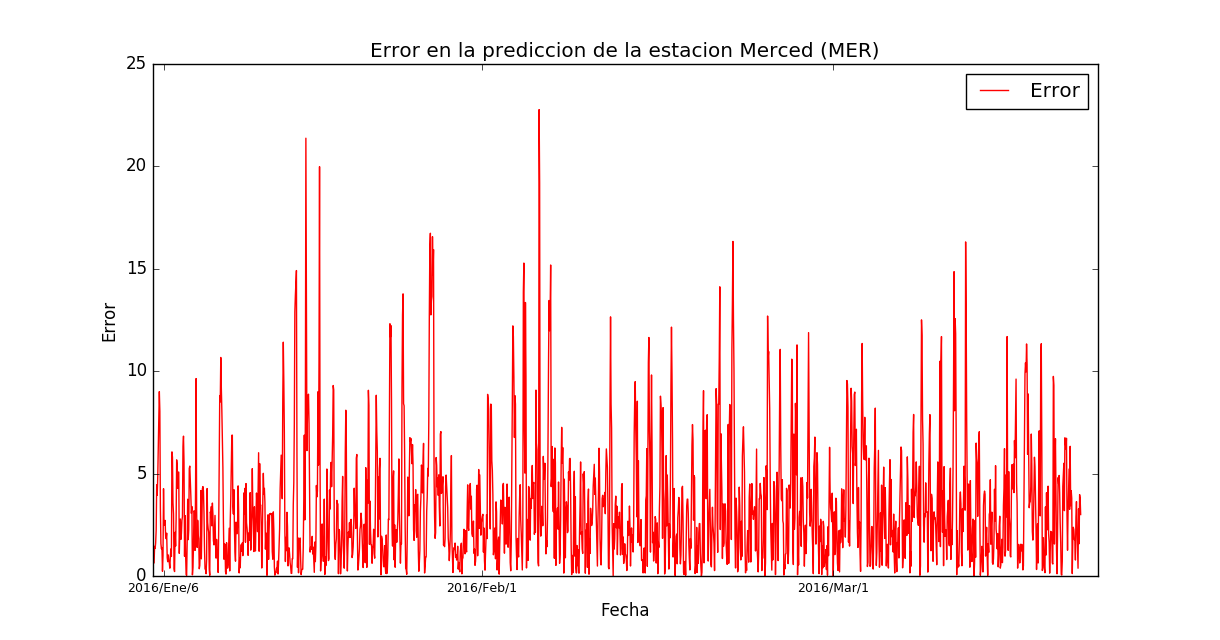 Error en la prediccion de la estacion Merced (MER)
25
20
15
10
5
0
Error
Error
2016/Ene/6
2016/Feb/1
2016/Mar/1
Fecha